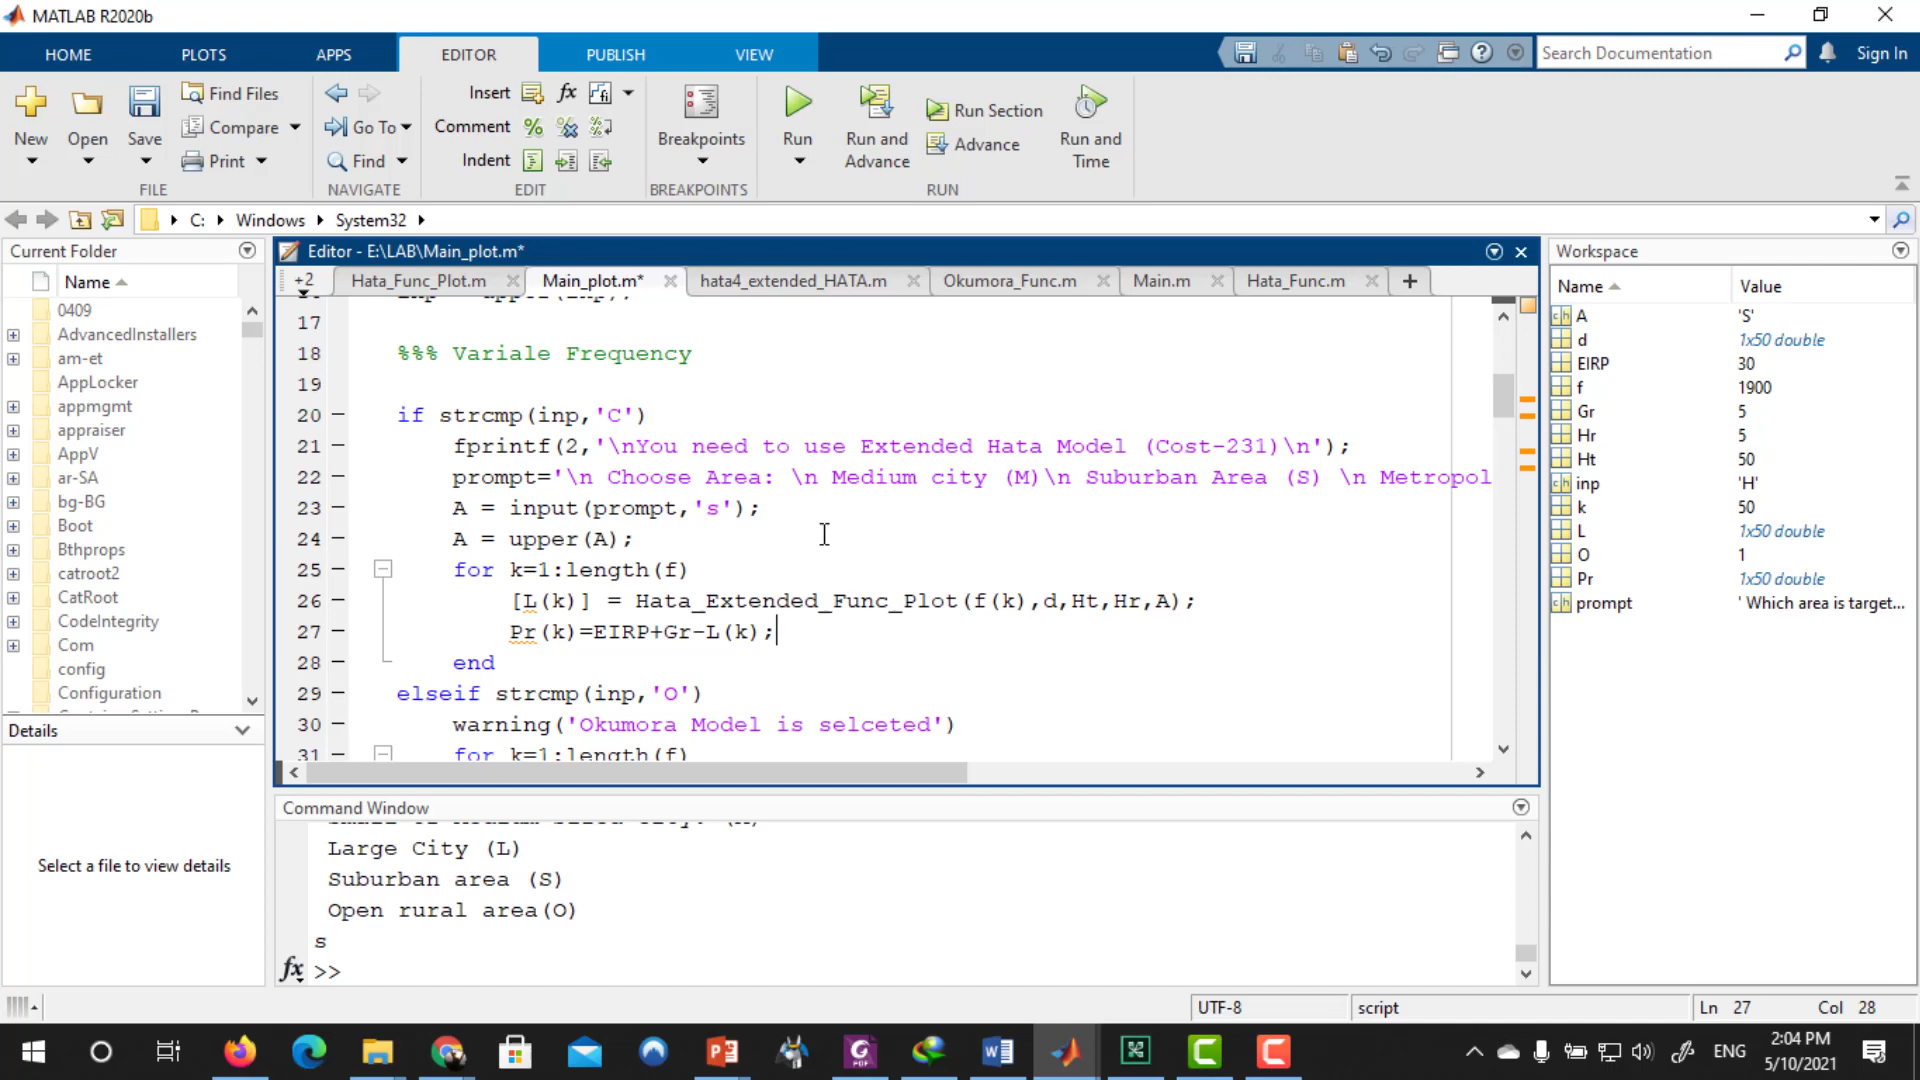 MATLAB R2020b
HOME PLOTS APPS EDITOR PUBLISH VIEW
Search Documentation
Sign In
New
Open
Save
Find Files
Compare
Print
FILE
Go To
Find
NAVIGATE
Insert
Comment
Indent
EDIT
Breakpoints
BREAKPOINTS
Run
Run and Advance
Run Section
Advance
Run and Time
RUN
C: Windows System32
Current Folder
Name
0409
AdvancedInstallers
am-et
AppLocker
appmgmt
appraiser
AppV
ar-SA
bg-BG
Boot
Bthprops
catroot2
CatRoot
CodeIntegrity
Com
config
Configuration
Details
Select a file to view details
Editor - E:\LAB\Main_plot.m*
+2 Hata_Func_Plot.m Main_plot.m* hata4_extended_HATA.m Okumora_Func.m Main.m Hata_Func.m +
17
18 %%% Variale Frequency
19
20 if strcmp(inp,'C')
21 fprintf(2,'\nYou need to use Extended Hata Model (Cost-231)\n');
22 prompt='\n Choose Area: \n Medium city (M)\n Suburban Area (S) \n Metropol
23 A = input(prompt,'s');
24 A = upper(A);
25 for k=1:length(f)
26 [L(k)] = Hata_Extended_Func_Plot(f(k),d,Ht,Hr,A);
27 Pr(k)=EIRP+Gr-L(k);
28 end
29 elseif strcmp(inp,'O')
30 warning('Okumora Model is selceted')
31 for k=1:length(f)
Command Window
Large City (L)
Suburban area (S)
Open rural area(O)
s
fx >>
Workspace
Name Value
A 'S'
d 1x50 double
EIRP 30
f 1900
Gr 5
Hr 5
Ht 50
inp 'H'
k 50
L 1x50 double
O 1
Pr 1x50 double
prompt ' Which area is target...
UTF-8 script Ln 27 Col 28
ENG
2:04 PM
5/10/2021